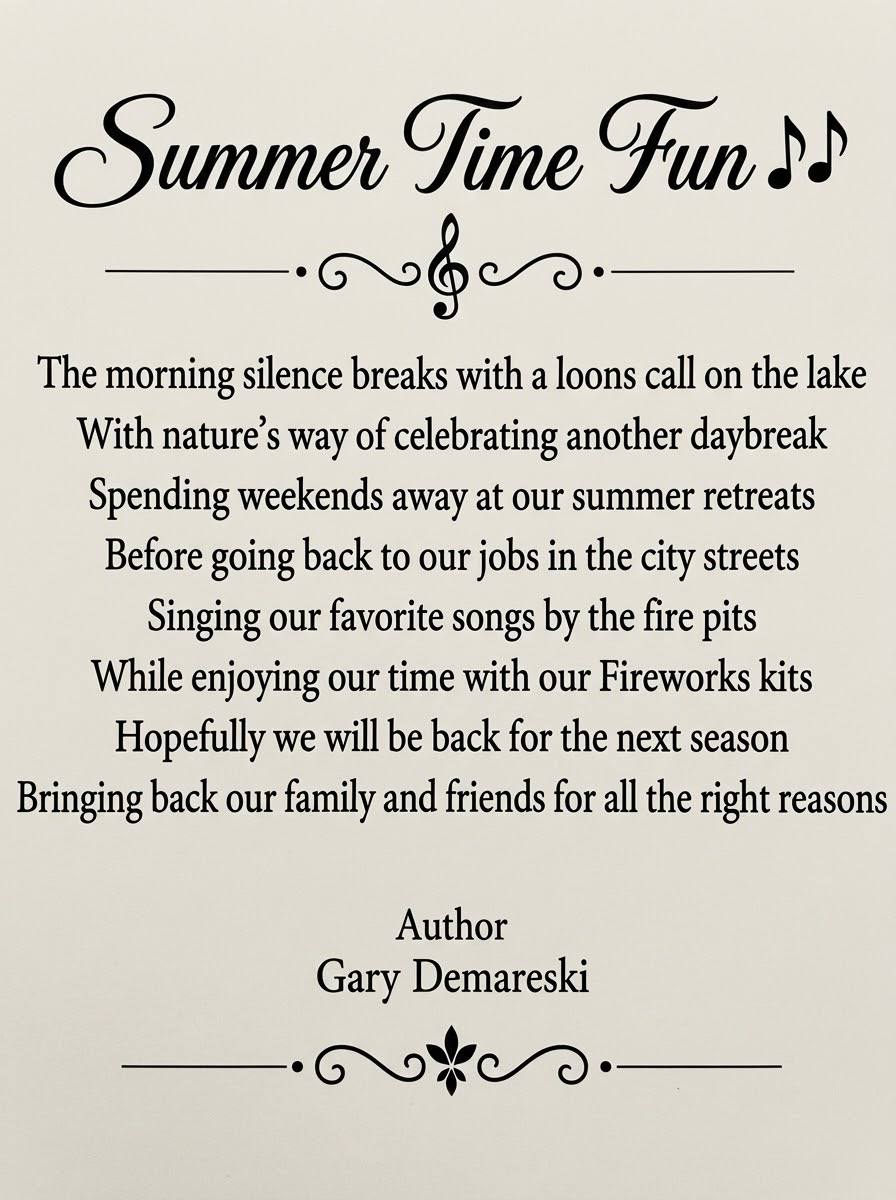 Summer Time Fun
The morning silence breaks with a loons call on the lake
With nature’s way of celebrating another daybreak
Spending weekends away at our summer retreats
Before going back to our jobs in the city streets
Singing our favorite songs by the fire pits
While enjoying our time with our Fireworks kits
Hopefully we will be back for the next season
Bringing back our family and friends for all the right reasons
Author
Gary Demareski